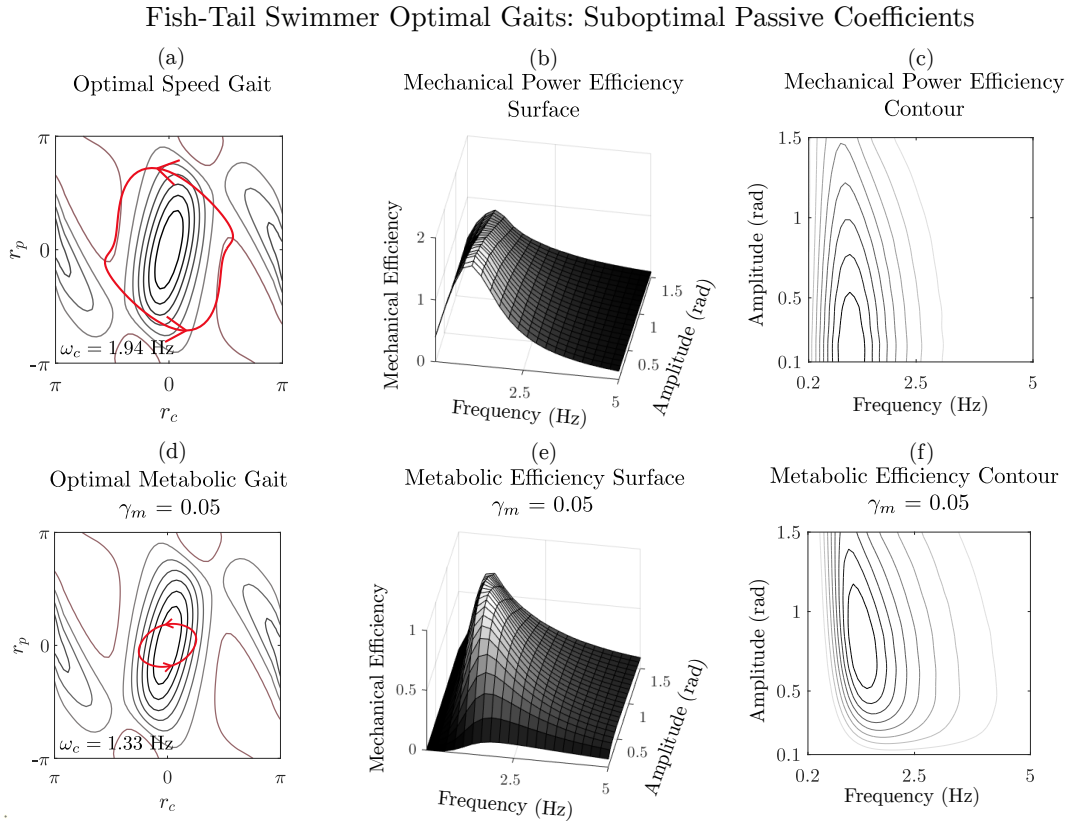 Fish-Tail Swimmer Optimal Gaits: Suboptimal Passive Coefficients
(a)
Optimal Speed Gait
π
0
-π
r_p
ω_c = 1.94 Hz
π
0
π
r_c
(b)
Mechanical Power Efficiency
Surface
Mechanical Efficiency
2
1
0
2.5
5
Frequency (Hz)
0.5
1
1.5
Amplitude (rad)
(c)
Mechanical Power Efficiency
Contour
Amplitude (rad)
1.5
1
0.5
0.1
0.2
2.5
5
Frequency (Hz)
(d)
Optimal Metabolic Gait
γ_m = 0.05
π
0
-π
r_p
ω_c = 1.33 Hz
π
0
π
r_c
(e)
Metabolic Efficiency Surface
γ_m = 0.05
Mechanical Efficiency
1
0.5
0
2.5
5
Frequency (Hz)
0.5
1
1.5
Amplitude (rad)
(f)
Metabolic Efficiency Contour
γ_m = 0.05
Amplitude (rad)
1.5
1
0.5
0.1
0.2
2.5
5
Frequency (Hz)